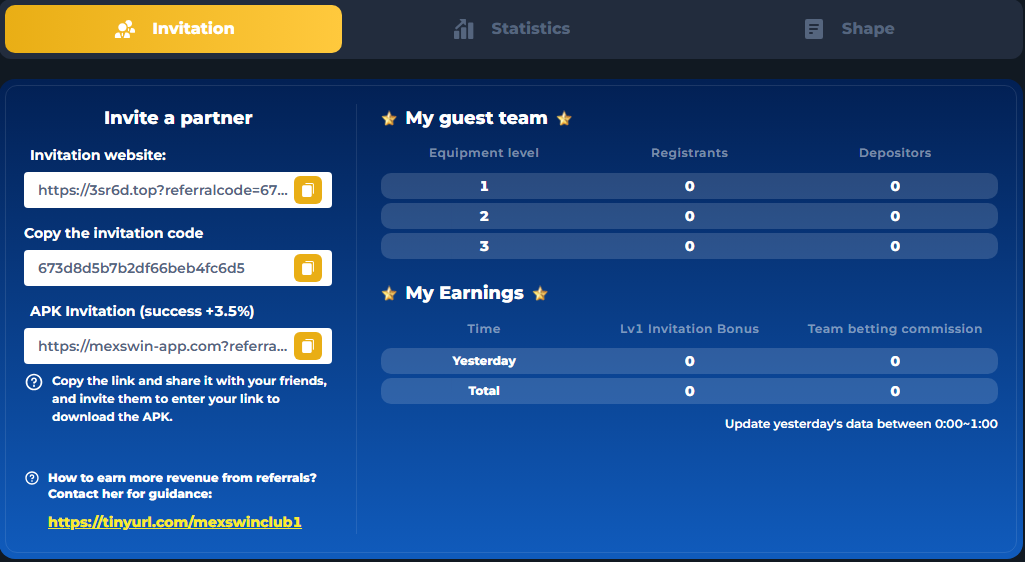 Invitation
Statistics
Shape
Invite a partner
Invitation website:
https://3sr6d.top?referralcode=67...
Copy the invitation code
673d8d5b7b2df66beb4fc6d5
APK Invitation (success +3.5%)
https://mexswin-app.com?referra...
Copy the link and share it with your friends,
and invite them to enter your link to
download the APK.
How to earn more revenue from referrals?
Contact her for guidance:
https://tinyurl.com/mexswinclub1
My guest team
Equipment level Registrants Depositors
1 0 0
2 0 0
3 0 0
My Earnings
Time Lv1 Invitation Bonus Team betting commission
Yesterday 0 0
Total 0 0
Update yesterday's data between 0:00~1:00